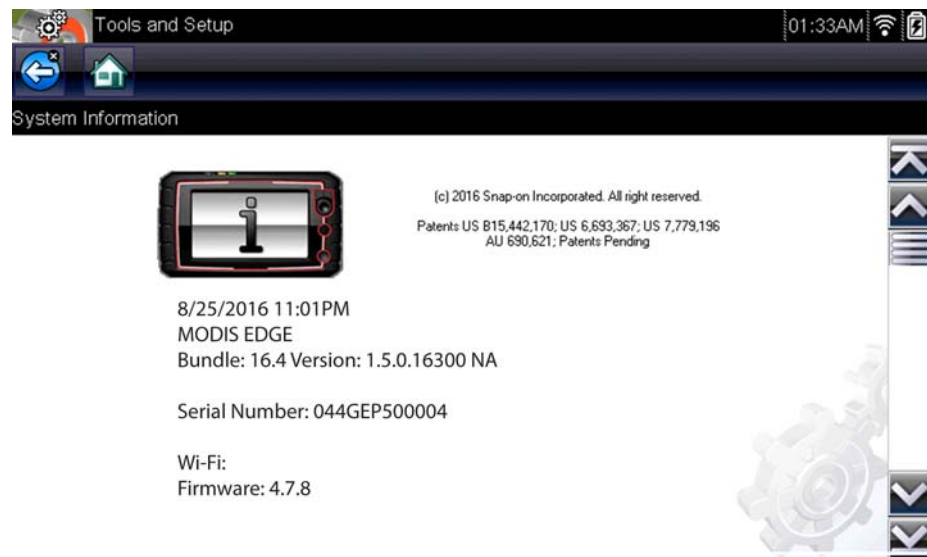 Tools and Setup
01:33AM
System Information
(c) 2016 Snap-on Incorporated. All right reserved.
Patents US B15,442,170; US 6,693,367; US 7,779,196
AU 690,621; Patents Pending
i
8/25/2016 11:01PM
MODIS EDGE
Bundle: 16.4 Version: 1.5.0.16300 NA
Serial Number: 044GEP500004
Wi-Fi:
Firmware: 4.7.8